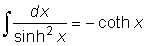 ∫ dx / sinh² x = − coth x